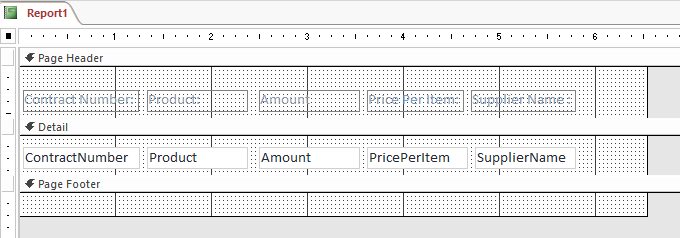 Report1
1 2 3 4 5 6
Page Header
Contract Number: Product: Amount Price Per Item: Supplier Name :
Detail
ContractNumber Product Amount PricePerItem SupplierName
Page Footer